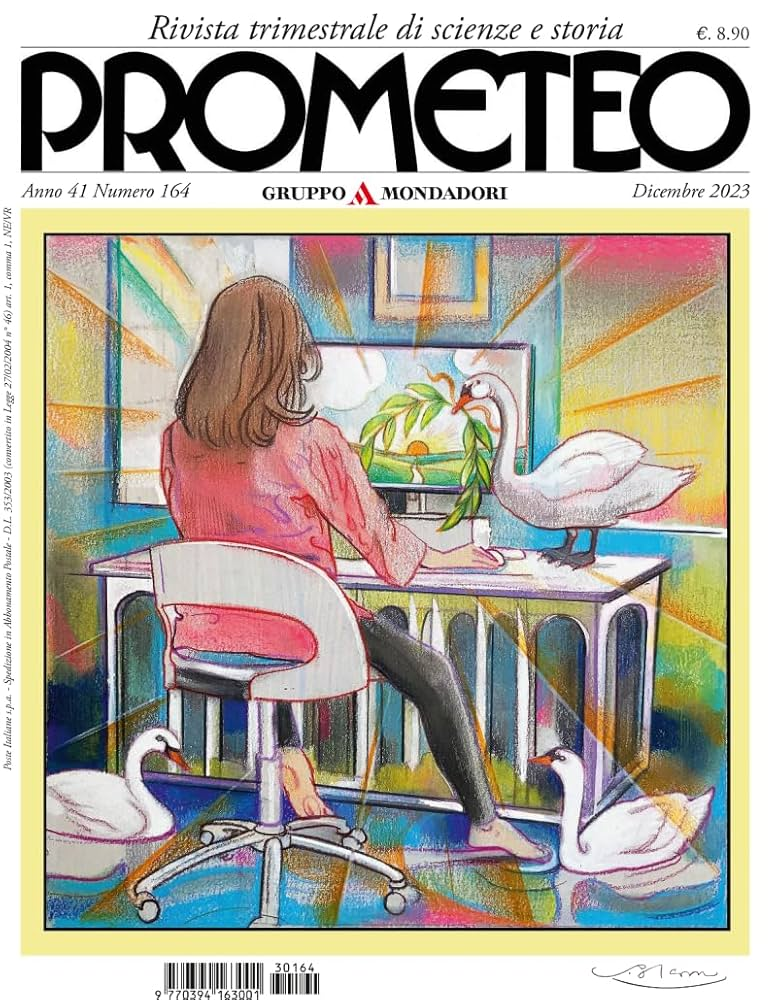 Rivista trimestrale di scienze e storia
€. 8.90
PROMETEO
Anno 41 Numero 164
GRUPPO MONDADORI
Dicembre 2023
Poste Italiane s.p.a. - Spedizione in Abbonamento Postale - D.L. 353/2003 (convertito in Legge 27/02/2004 n° 46) art. 1, comma 1, NE/VR
30164
9 770394 163001